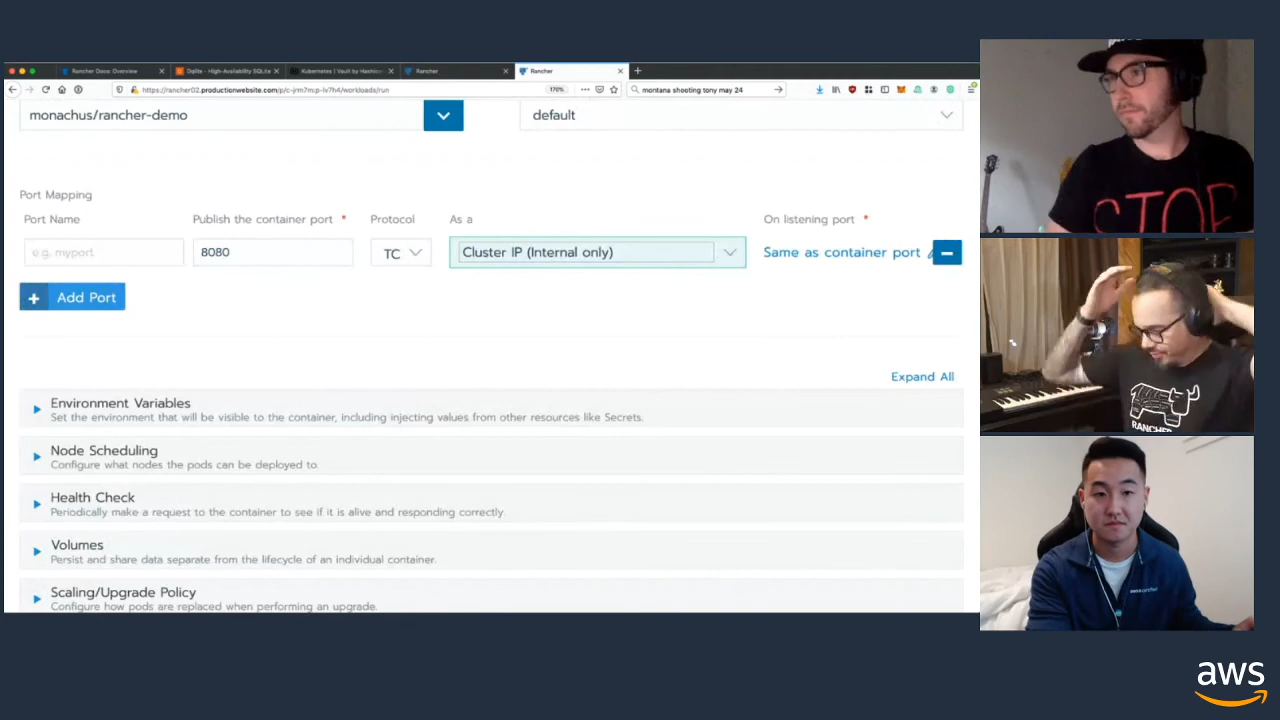 Rancher Docs: Overview
Dqlite - High-Availability SQLite
Kubernetes | Vault by Hashic
Rancher
Rancher
https://rancher02.productionwebsite.com/p/c-jrm7m:p-lv7h4/workloads/run
170%
montana shooting tony may 24
monachus/rancher-demo
default
Port Mapping
Port Name
Publish the container port *
Protocol
As a
On listening port *
e.g. myport
8080
TC
Cluster IP (Internal only)
Same as container port
+ Add Port
Expand All
Environment Variables
Set the environment that will be visible to the container, including injecting values from other resources like Secrets.
Node Scheduling
Configure what nodes the pods can be deployed to.
Health Check
Periodically make a request to the container to see if it is alive and responding correctly.
Volumes
Persist and share data separate from the lifecycle of an individual container.
Scaling/Upgrade Policy
Configure how pods are replaced when performing an upgrade.
STOP
RANCHER
aws